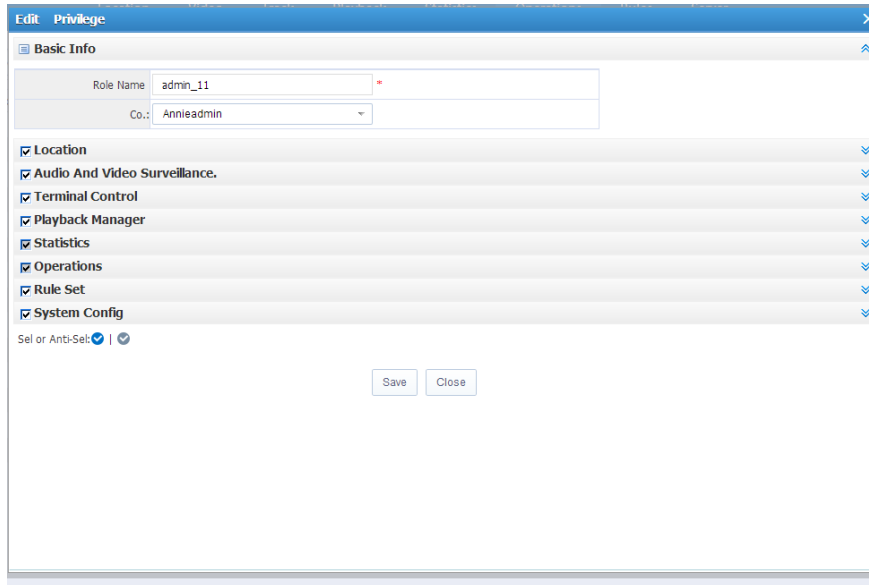 Edit Privilege
Basic Info
Role Name admin_11 *
Co.: Annieadmin
Location
Audio And Video Surveillance.
Terminal Control
Playback Manager
Statistics
Operations
Rule Set
System Config
Sel or Anti-Sel: |
Save Close